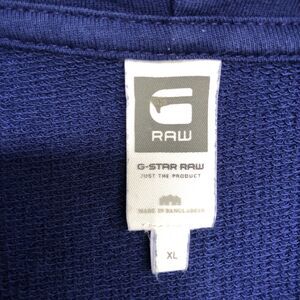 G
RAW
G-STAR RAW
JUST THE PRODUCT
MADE IN BANGLADESH
XL